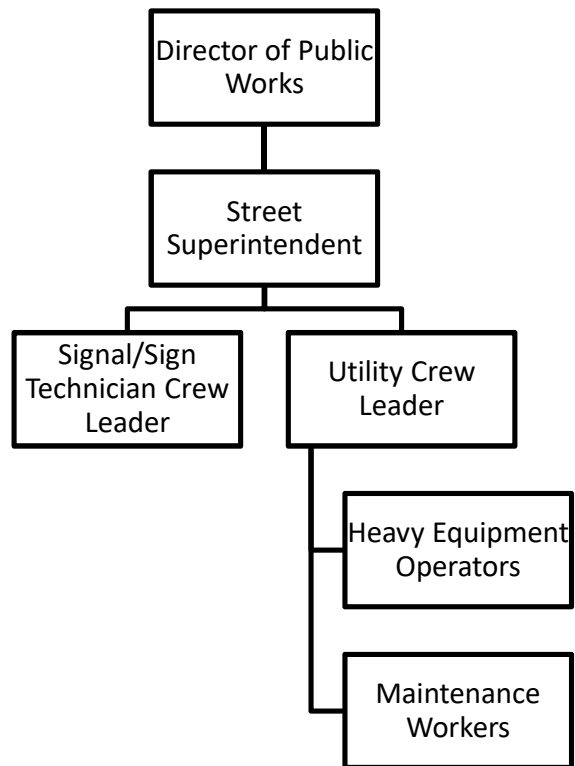 Director of Public
Works
Street
Superintendent
Signal/Sign
Technician Crew
Leader
Utility Crew
Leader
Heavy Equipment
Operators
Maintenance
Workers